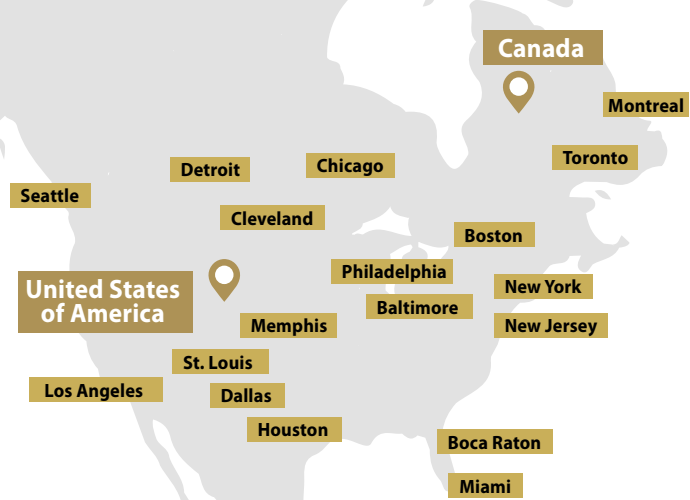 Canada
Montreal
Toronto
Chicago
Detroit
Seattle
Cleveland
Boston
Philadelphia
United States
of America
New York
Baltimore
Memphis
New Jersey
St. Louis
Los Angeles
Dallas
Houston
Boca Raton
Miami